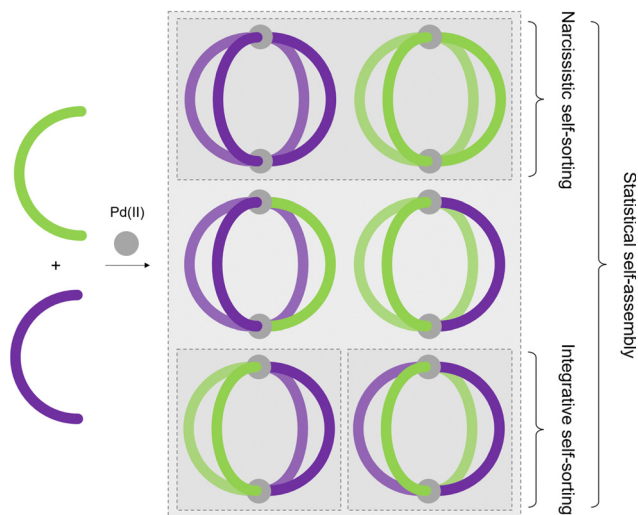 Pd(II)
+
Narcissistic self-sorting
Integrative self-sorting
Statistical self-assembly